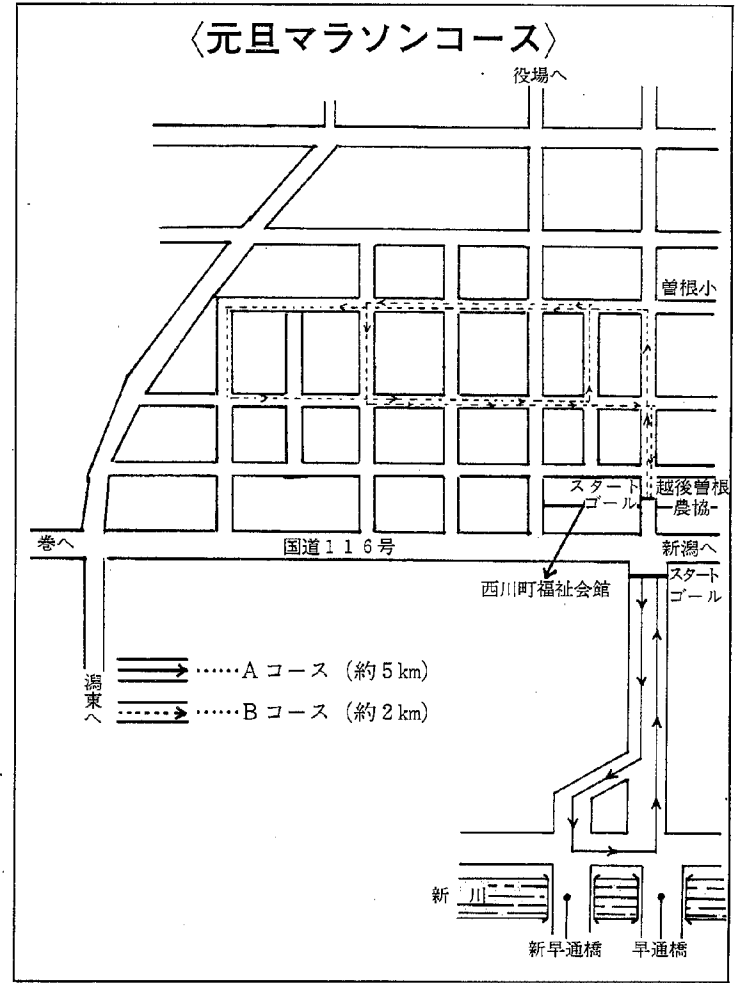 〈元旦マラソンコース〉
役場へ
曽根小
スタート
ゴール
越後曽根
農協
巻へ
国道116号
新潟へ
西川町福祉会館
スタート
ゴール
潟東へ
……Aコース(約5km)
……Bコース(約2km)
新川
新早通橋
早通橋